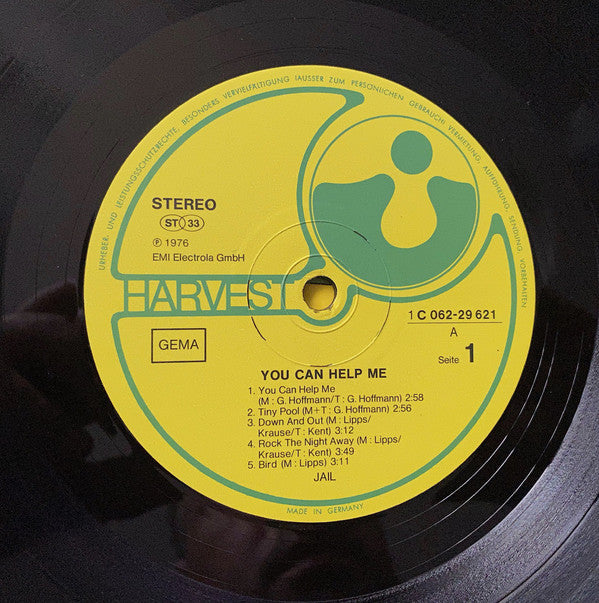 URHEBER- UND LEISTUNGSSCHUTZRECHTE, BESONDERS VERVIELFÄLTIGUNG (AUSSER ZUM PERSÖNLICHEN GEBRAUCH) VERMIETUNG, AUFFÜHRUNG, SENDUNG, VORBEHALTEN
STEREO
ST 33
℗ 1976
EMI Electrola GmbH
HARVEST
1 C 062-29 621
A
GEMA
Seite 1
YOU CAN HELP ME
1. You Can Help Me
(M : G. Hoffmann/T : G. Hoffmann) 2:58
2. Tiny Pool (M+T : G. Hoffmann) 2:56
3. Down And Out (M : Lipps/
Krause/T : Kent) 3:12
4. Rock The Night Away (M : Lipps/
Krause/T : Kent) 3:49
5. Bird (M : Lipps) 3:11
JAIL
MADE IN GERMANY